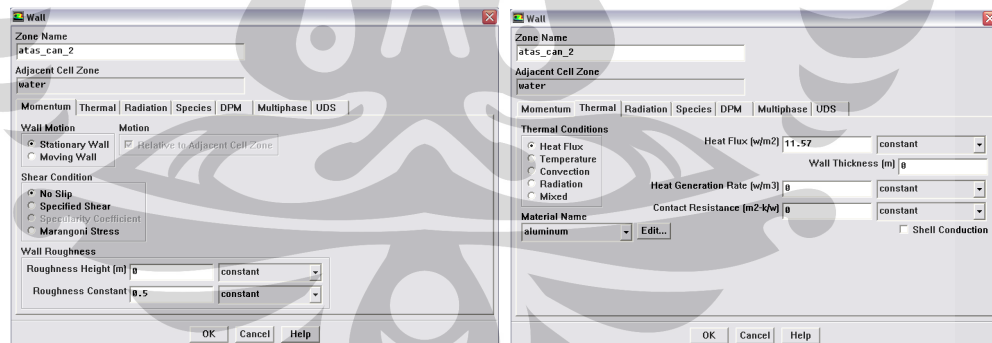 Wall
Zone Name
atas_can_2
Adjacent Cell Zone
water
Momentum Thermal Radiation Species DPM Multiphase UDS
Wall Motion Motion
Stationary Wall Relative to Adjacent Cell Zone
Moving Wall
Shear Condition
No Slip
Specified Shear
Specularity Coefficient
Marangoni Stress
Wall Roughness
Roughness Height (m) 0 constant
Roughness Constant 0.5 constant
OK Cancel Help
Wall
Zone Name
atas_can_2
Adjacent Cell Zone
water
Momentum Thermal Radiation Species DPM Multiphase UDS
Thermal Conditions
Heat Flux
Temperature
Convection
Radiation
Mixed
Material Name
aluminum Edit...
Heat Flux (w/m2) 11.57 constant
Wall Thickness (m) 0
Heat Generation Rate (w/m3) 0 constant
Contact Resistance (m2-k/w) 0 constant
Shell Conduction
OK Cancel Help